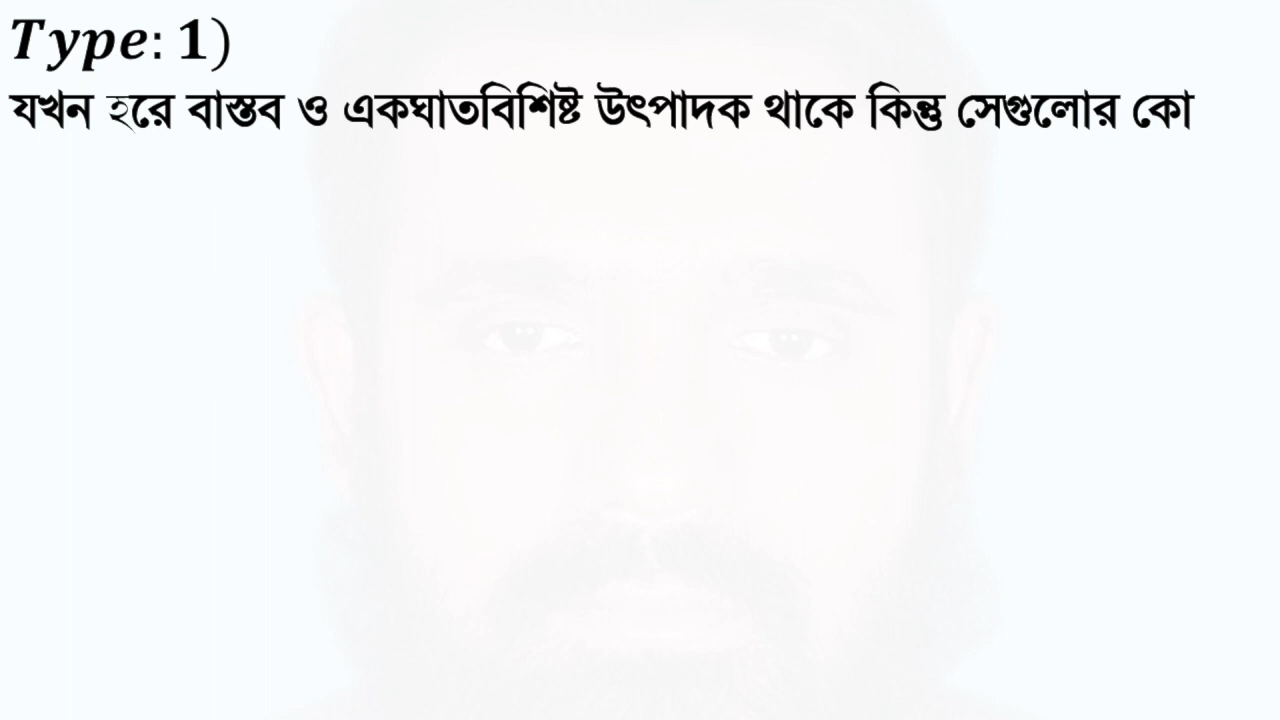 Type: 1)
যখন হরে বাস্তব ও একঘাতবিশিষ্ট উৎপাদক থাকে কিন্তু সেগুলোর কো